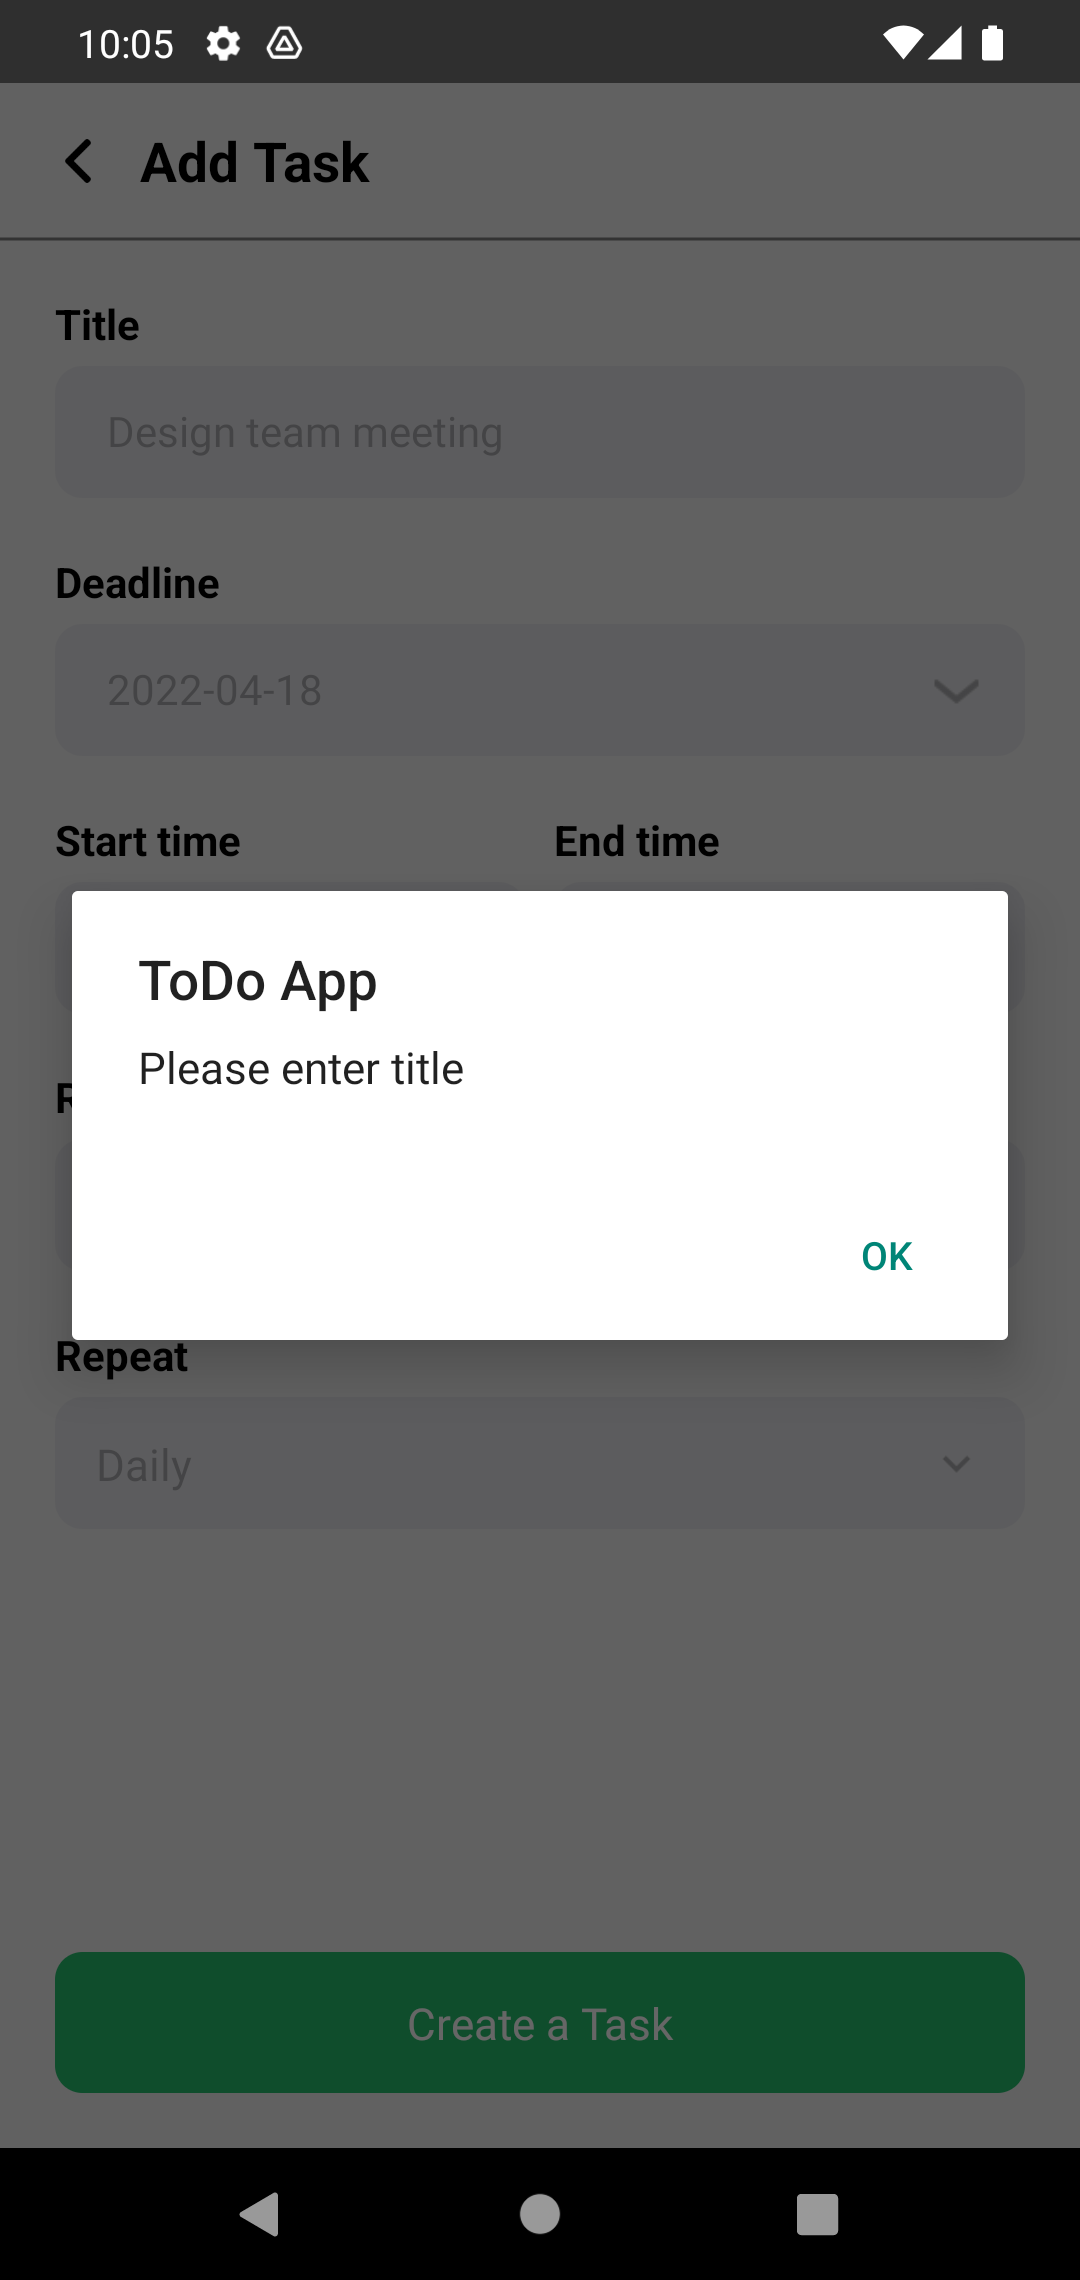 10:05
Add Task
Title
Design team meeting
Deadline
2022-04-18
Start time
End time
ToDo App
Please enter title
OK
Repeat
Daily
Create a Task